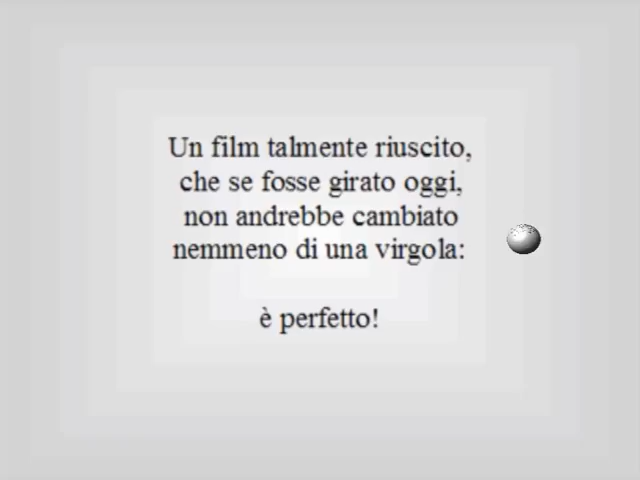 Un film talmente riuscito,
che se fosse girato oggi,
non andrebbe cambiato
nemmeno di una virgola:
è perfetto!